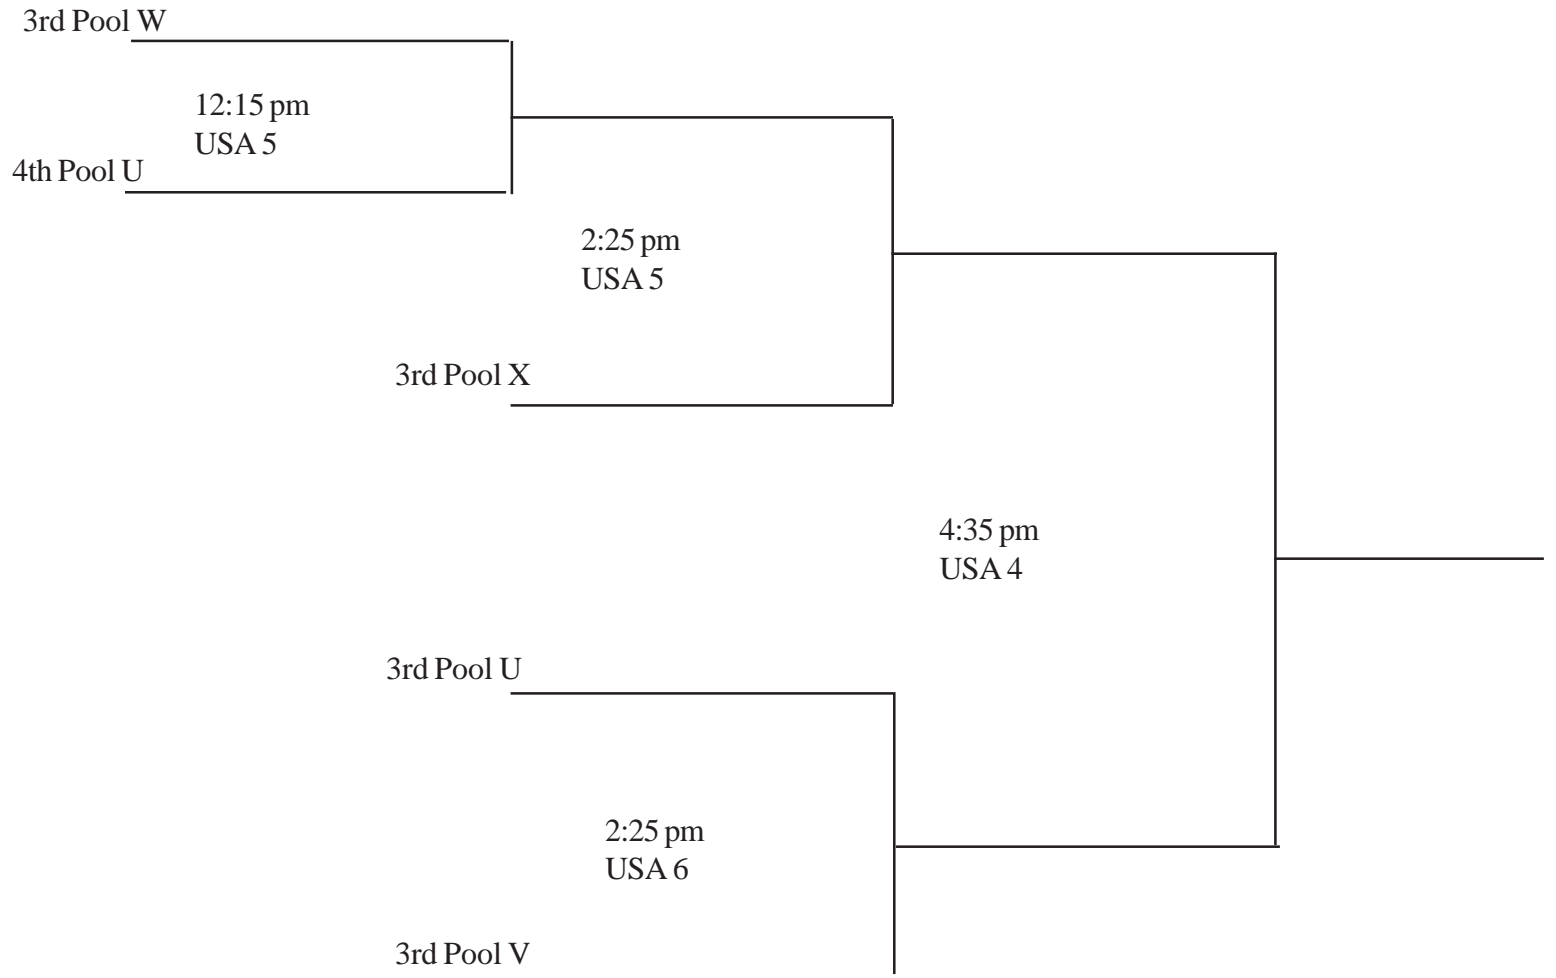 3rd Pool W
12:15 pm
USA 5
4th Pool U
2:25 pm
USA 5
3rd Pool X
4:35 pm
USA 4
3rd Pool U
2:25 pm
USA 6
3rd Pool V